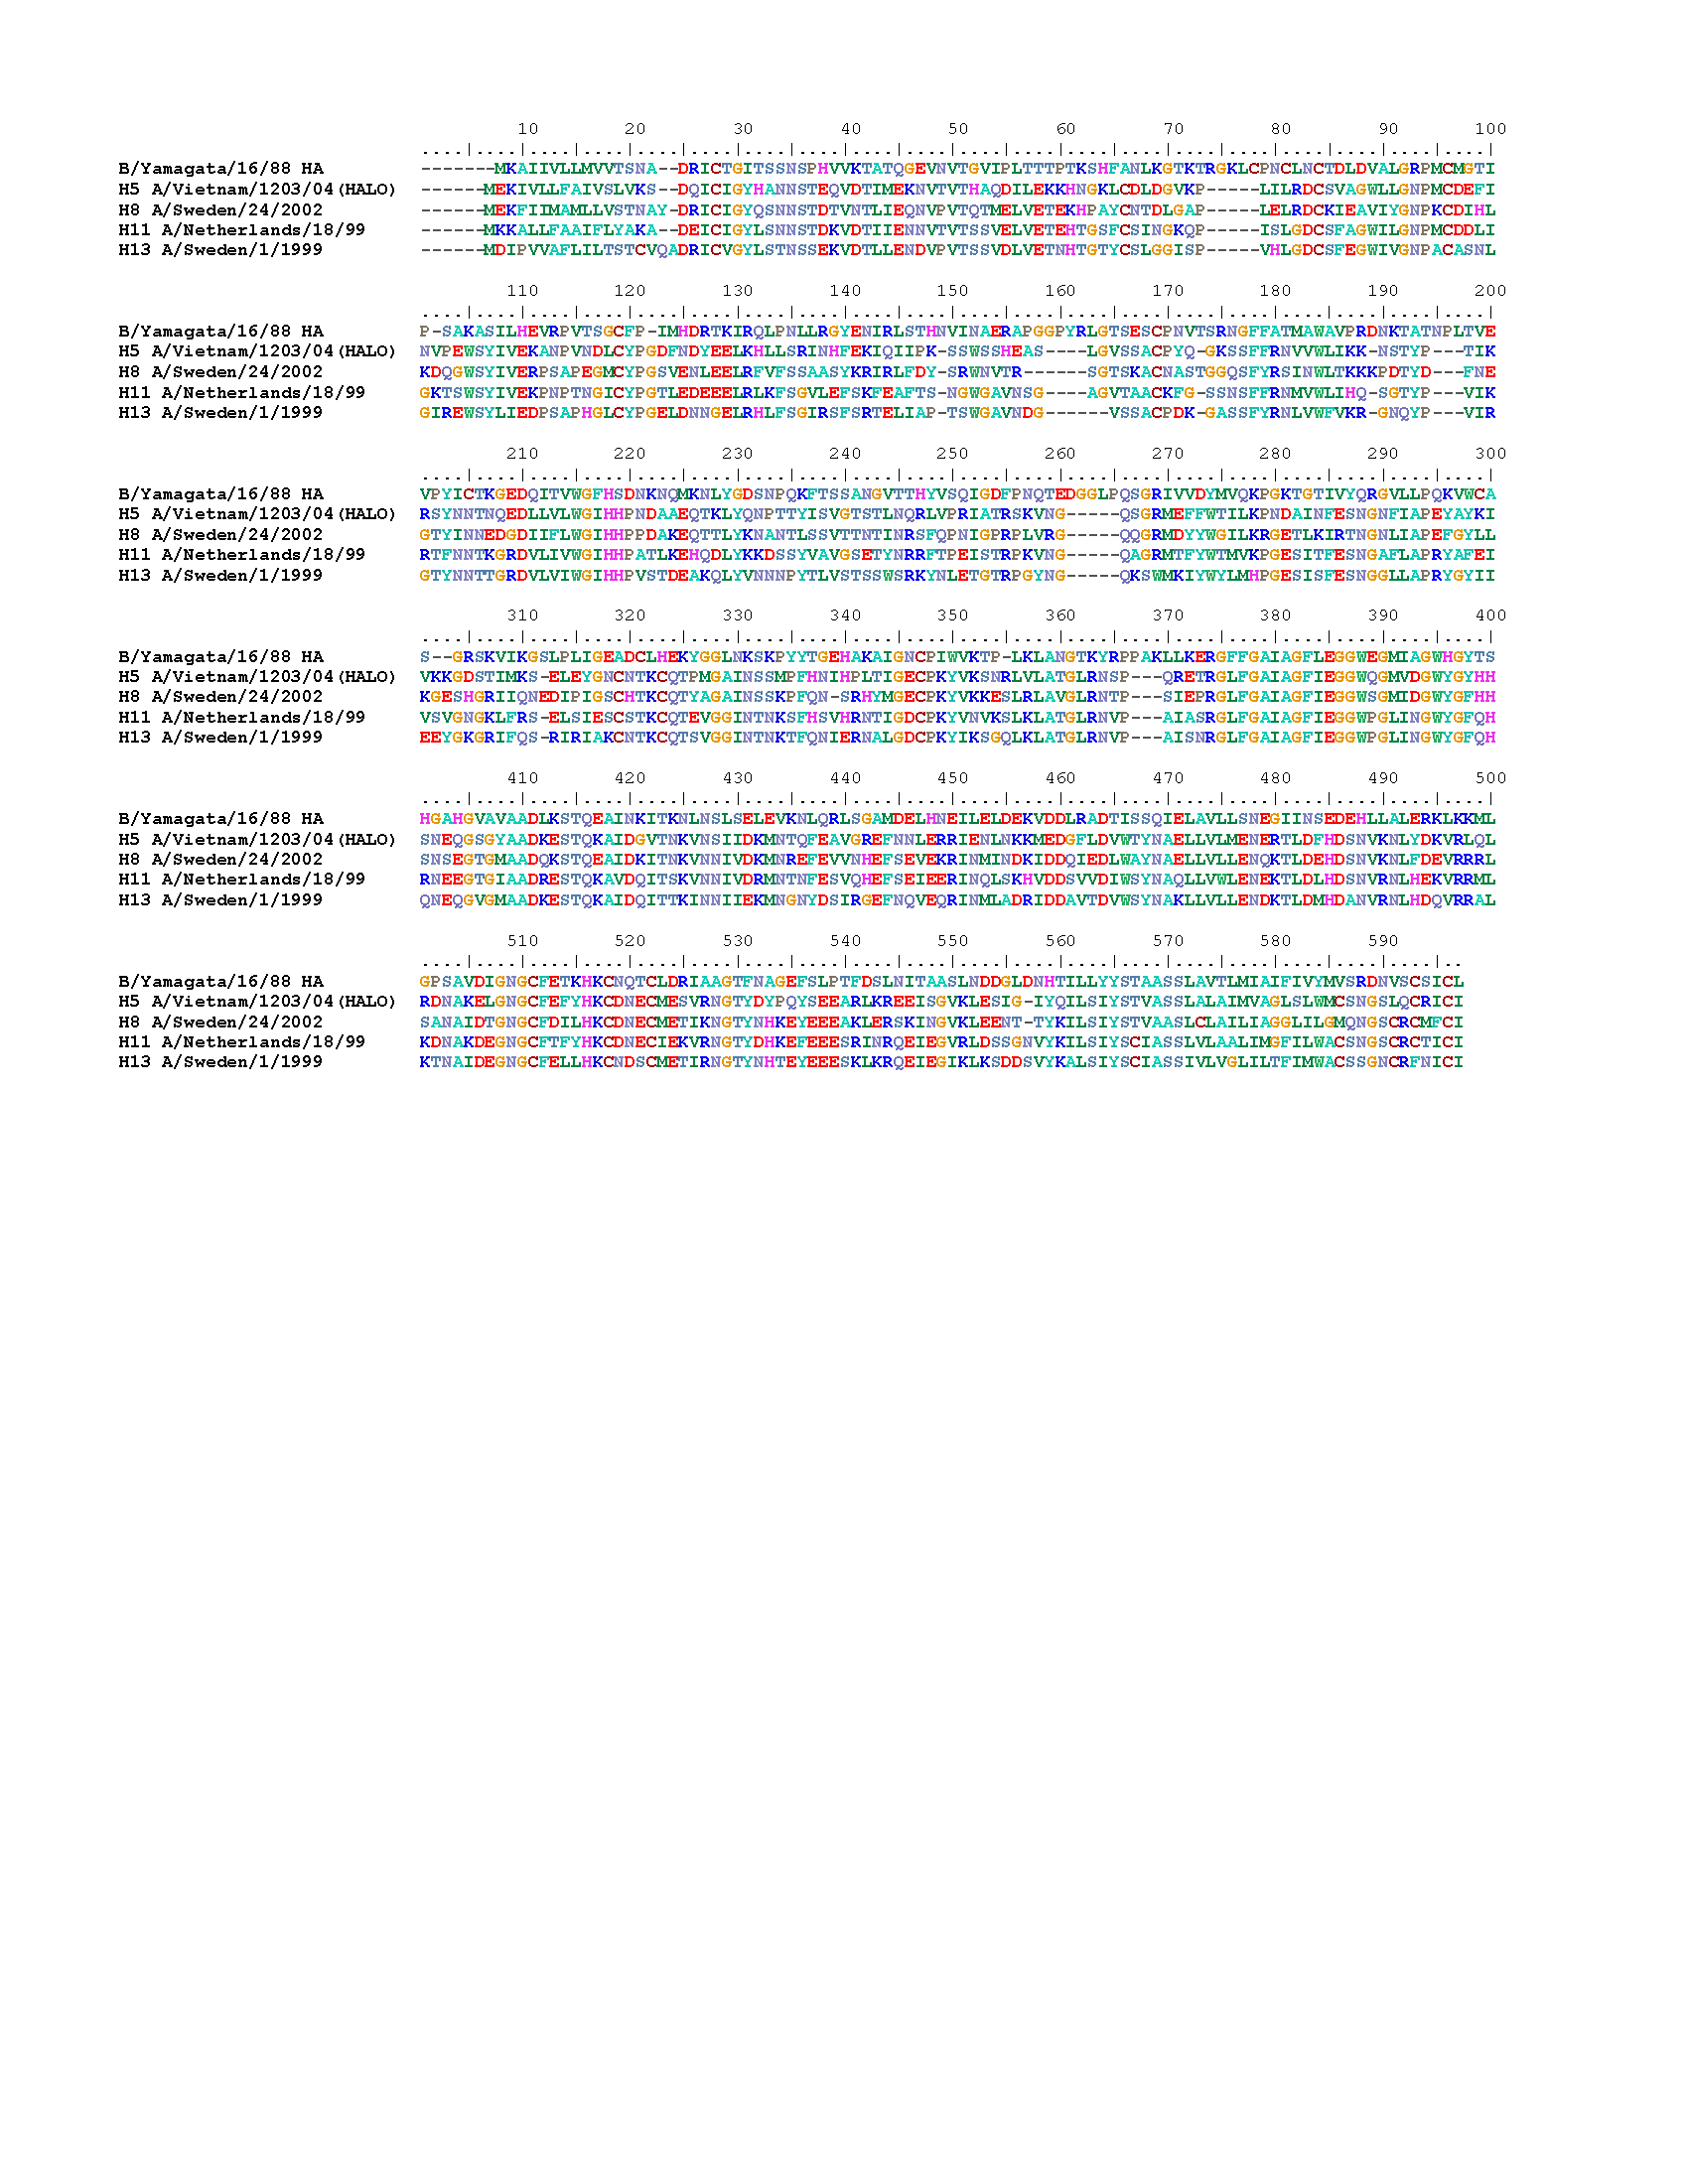 10 20 30 40 50 60 70 80 90 100
....|....|....|....|....|....|....|....|....|....|....|....|....|....|....|....|....|....|....|....|
B/Yamagata/16/88 HA -------MKAIIVLLMVVTSNA--DRICTGITSSNSPHVVKTATQGEVNVTGVIPLTTTPTKSHFANLKGTKTRGKLCPNCLNCTDLDVALGRPMCMGTI
H5 A/Vietnam/1203/04(HALO) ------MEKIVLLFAIVSLVKS--DQICIGYHANNSTEQVDTIMEKNVTVTHAQDILEKKHNGKLCDLDGVKP-----LILRDCSVAGWLLGNPMCDEFI
H8 A/Sweden/24/2002 ------MEKFIIMAMLLVSTNAY-DRICIGYQSNNSTDTVNTLIEQNVPVTQTMELVETEKHPAYCNTDLGAP-----LELRDCKIEAVIYGNPKCDIHL
H11 A/Netherlands/18/99 ------MKKALLFAAIFLYAKA--DEICIGYLSNNSTDKVDTIIENNVTVTSSVELVETEHTGSFCSINGKQP-----ISLGDCSFAGWILGNPMCDDLI
H13 A/Sweden/1/1999 ------MDIPVVAFLILTSTCVQADRICVGYLSTNSSEKVDTLLENDVPVTSSVDLVETNHTGTYCSLGGISP-----VHLGDCSFEGWIVGNPACASNL
110 120 130 140 150 160 170 180 190 200
....|....|....|....|....|....|....|....|....|....|....|....|....|....|....|....|....|....|....|....|
B/Yamagata/16/88 HA P-SAKASILHEVRPVTSGCFP-IMHDRTKIRQLPNLLRGYENIRLSTHNVINAERAPGGPYRLGTSESCPNVTSRNGFFATMAWAVPRDNKTATNPLTVE
H5 A/Vietnam/1203/04(HALO) NVPEWSYIVEKANPVNDLCYPGDFNDYEELKHLLSRINHFEKIQIIPK-SSWSSHEAS----LGVSSACPYQ-GKSSFFRNVVWLIKK-NSTYP---TIK
H8 A/Sweden/24/2002 KDQGWSYIVERPSAPEGMCYPGSVENLEELRFVFSSAASYKRIRLFDY-SRWNVTR------SGTSKACNASTGGQSFYRSINWLTKKKPDTYD---FNE
H11 A/Netherlands/18/99 GKTSWSYIVEKPNPTNGICYPGTLEDEEELRLKFSGVLEFSKFEAFTS-NGWGAVNSG----AGVTAACKFG-SSNSFFRNMVWLIHQ-SGTYP---VIK
H13 A/Sweden/1/1999 GIREWSYLIEDPSAPHGLCYPGELDNNGELRHLFSGIRSFSRTELIAP-TSWGAVNDG------VSSACPDK-GASSFYRNLVWFVKR-GNQYP---VIR
210 220 230 240 250 260 270 280 290 300
....|....|....|....|....|....|....|....|....|....|....|....|....|....|....|....|....|....|....|....|
B/Yamagata/16/88 HA VPYICTKGEDQITVWGFHSDNKNQMKNLYGDSNPQKFTSSANGVTTHYVSQIGDFPNQTEDGGLPQSGRIVVDYMVQKPGKTGTIVYQRGVLLPQKVWCA
H5 A/Vietnam/1203/04(HALO) RSYNNTNQEDLLVLWGIHHPNDAAEQTKLYQNPTTYISVGTSTLNQRLVPRIATRSKVNG-----QSGRMEFFWTILKPNDAINFESNGNFIAPEYAYKI
H8 A/Sweden/24/2002 GTYINNEDGDIIFLWGIHHPPDAKEQTTLYKNANTLSSVTTNTINRSFQPNIGPRPLVRG-----QQGRMDYYWGILKRGETLKIRTNGNLIAPEFGYLL
H11 A/Netherlands/18/99 RTFNNTKGRDVLIVWGIHHPATLKEHQDLYKKDSSYVAVGSETYNRRFTPEISTRPKVNG-----QAGRMTFYWTMVKPGESITFESNGAFLAPRYAFEI
H13 A/Sweden/1/1999 GTYNNTTGRDVLVIWGIHHPVSTDEAKQLYVNNNPYTLVSTSSWSRKYNLETGTRPGYNG-----QKSWMKIYWYLMHPGESISFESNGGLLAPRYGYII
310 320 330 340 350 360 370 380 390 400
....|....|....|....|....|....|....|....|....|....|....|....|....|....|....|....|....|....|....|....|
B/Yamagata/16/88 HA S--GRSKVIKGSLPLIGEADCLHEKYGGLNKSKPYYTGEHAKAIGNCPIWVKTP-LKLANGTKYRPPAKLLKERGFFGAIAGFLEGGWEGMIAGWHGYTS
H5 A/Vietnam/1203/04(HALO) VKKGDSTIMKS-ELEYGNCNTKCQTPMGAINSSMPFHNIHPLTIGECPKYVKSNRLVLATGLRNSP---QRETRGLFGAIAGFIEGGWQGMVDGWYGYHH
H8 A/Sweden/24/2002 KGESHGRIIQNEDIPIGSCHTKCQTYAGAINSSKPFQN-SRHYMGECPKYVKKESLRLAVGLRNTP---SIEPRGLFGAIAGFIEGGWSGMIDGWYGFHH
H11 A/Netherlands/18/99 VSVGNGKLFRS-ELSIESCSTKCQTEVGGINTNKSFHSVHRNTIGDCPKYVNVKSLKLATGLRNVP---AIASRGLFGAIAGFIEGGWPGLINGWYGFQH
H13 A/Sweden/1/1999 EEYGKGRIFQS-RIRIAKCNTKCQTSVGGINTNKTFQNIERNALGDCPKYIKSGQLKLATGLRNVP---AISNRGLFGAIAGFIEGGWPGLINGWYGFQH
410 420 430 440 450 460 470 480 490 500
....|....|....|....|....|....|....|....|....|....|....|....|....|....|....|....|....|....|....|....|
B/Yamagata/16/88 HA HGAHGVAVAADLKSTQEAINKITKNLNSLSELEVKNLQRLSGAMDELHNEILELDEKVDDLRADTISSQIELAVLLSNEGIINSEDEHLLALERKLKKML
H5 A/Vietnam/1203/04(HALO) SNEQGSGYAADKESTQKAIDGVTNKVNSIIDKMNTQFEAVGREFNNLERRIENLNKKMEDGFLDVWTYNAELLVLMENERTLDFHDSNVKNLYDKVRLQL
H8 A/Sweden/24/2002 SNSEGTGMAADQKSTQEAIDKITNKVNNIVDKMNREFEVVNHEFSEVEKRINMINDKIDDQIEDLWAYNAELLVLLENQKTLDEHDSNVKNLFDEVRRRL
H11 A/Netherlands/18/99 RNEEGTGIAADRESTQKAVDQITSKVNNIVDRMNTNFESVQHEFSEIEERINQLSKHVDDSVVDIWSYNAQLLVWLENEKTLDLHDSNVRNLHEKVRRML
H13 A/Sweden/1/1999 QNEQGVGMAADKESTQKAIDQITTKINNIIEKMNGNYDSIRGEFNQVEQRINMLADRIDDAVTDVWSYNAKLLVLLENDKTLDMHDANVRNLHDQVRRAL
510 520 530 540 550 560 570 580 590
....|....|....|....|....|....|....|....|....|....|....|....|....|....|....|....|....|....|....|..
B/Yamagata/16/88 HA GPSAVDIGNGCFETKHKCNQTCLDRIAAGTFNAGEFSLPTFDSLNITAASLNDDGLDNHTILLYYSTAASSLAVTLMIAIFIVYMVSRDNVSCSICL
H5 A/Vietnam/1203/04(HALO) RDNAKELGNGCFEFYHKCDNECMESVRNGTYDYPQYSEEARLKREEISGVKLESIG-IYQILSIYSTVASSLALAIMVAGLSLWMCSNGSLQCRICI
H8 A/Sweden/24/2002 SANAIDTGNGCFDILHKCDNECMETIKNGTYNHKEYEEEAKLERSKINGVKLEENT-TYKILSIYSTVAASLCLAILIAGGLILGMQNGSCRCMFCI
H11 A/Netherlands/18/99 KDNAKDEGNGCFTFYHKCDNECIEKVRNGTYDHKEFEEESRINRQEIEGVRLDSSGNVYKILSIYSCIASSLVLAALIMGFILWACSNGSCRCTICI
H13 A/Sweden/1/1999 KTNAIDEGNGCFELLHKCNDSCMETIRNGTYNHTEYEEESKLKRQEIEGIKLKSDDSVYKALSIYSCIASSIVLVGLILTFIMWACSSGNCRFNICI